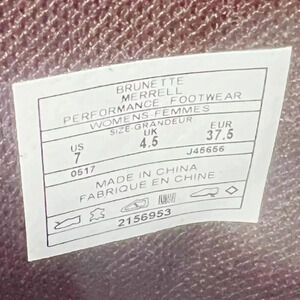 BRUNETTE
MERRELL
PERFORMANCE FOOTWEAR
WOMENS-FEMMES
SIZE-GRANDEUR
US UK EUR
7 4.5 37.5
0517 J45656
MADE IN CHINA
FABRIQUE EN CHINE
2156953